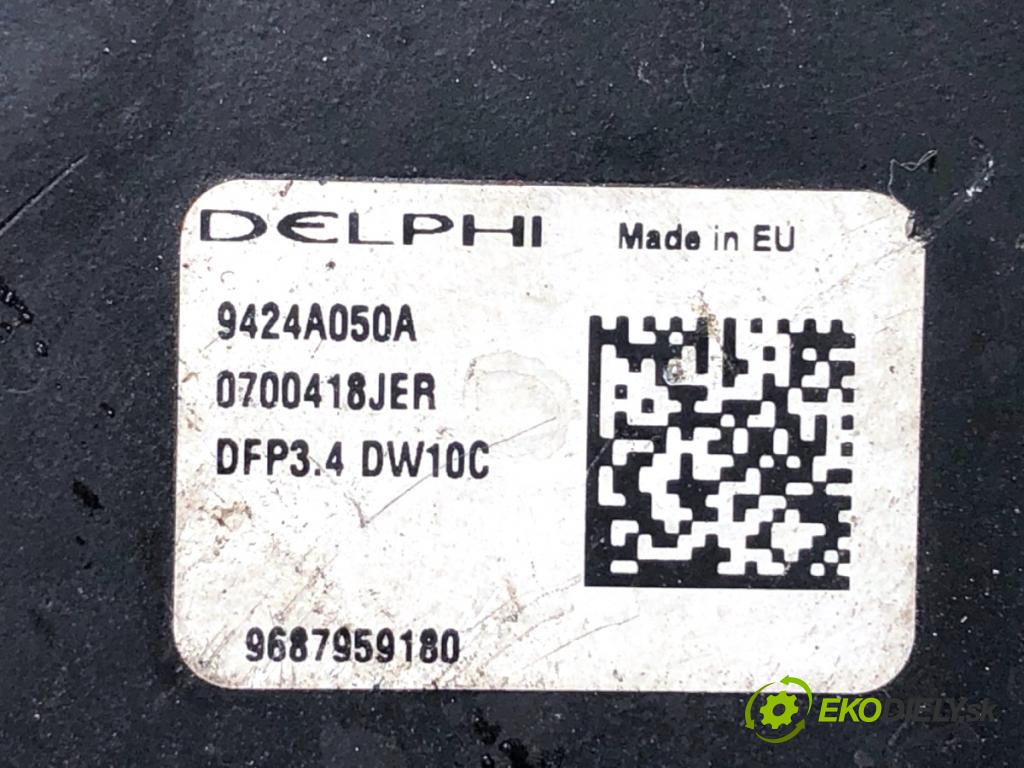 DELPHI Made in EU
9424A050A
0700418JER
DFP3.4 DW10C
9687959180
EKODIELY.sk